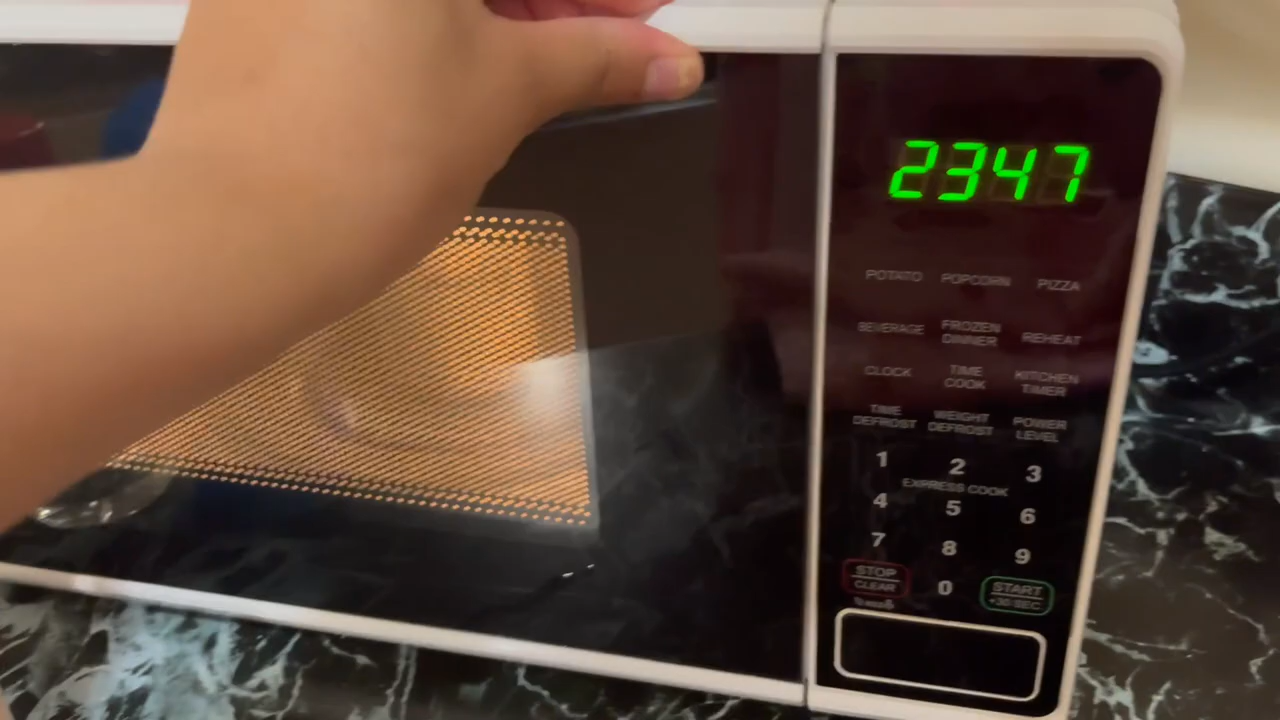 2347
POTATO POPCORN PIZZA
BEVERAGE FROZEN DINNER REHEAT
CLOCK TIME COOK KITCHEN TIMER
TIME DEFROST WEIGHT DEFROST POWER LEVEL
1 2 3
EXPRESS COOK
4 5 6
7 8 9
STOP CLEAR 0 START +30 SEC